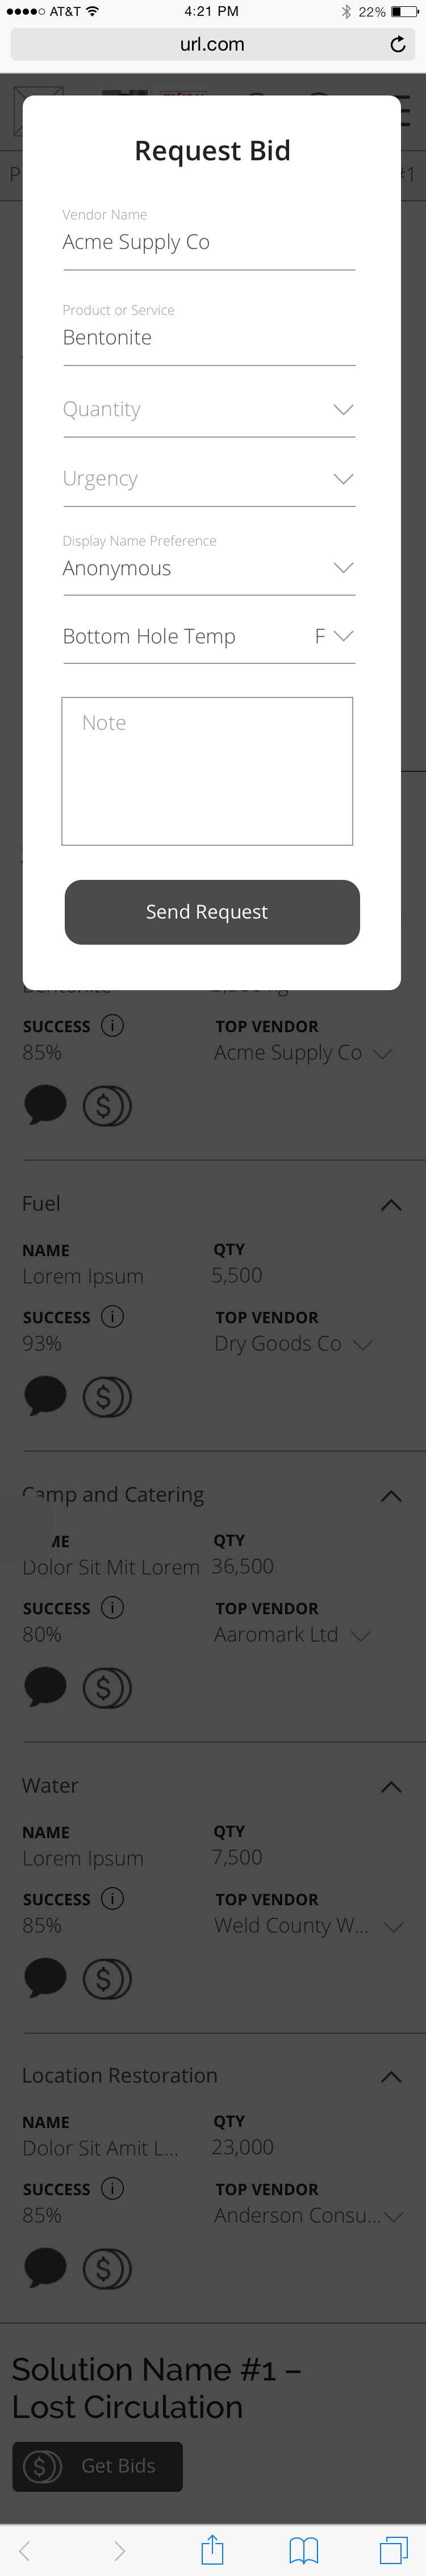 AT&T 4:21 PM 22%
url.com
Request Bid
Vendor Name
Acme Supply Co
Product or Service
Bentonite
Quantity
Urgency
Display Name Preference
Anonymous
Bottom Hole Temp F
Note
Send Request
SUCCESS i TOP VENDOR
85% Acme Supply Co
$
Fuel
NAME QTY
Lorem Ipsum 5,500
SUCCESS i TOP VENDOR
93% Dry Goods Co
$
Camp and Catering
QTY
Dolor Sit Mit Lorem 36,500
SUCCESS i TOP VENDOR
80% Aaromark Ltd
$
Water
NAME QTY
Lorem Ipsum 7,500
SUCCESS i TOP VENDOR
85% Weld County W...
$
Location Restoration
NAME QTY
Dolor Sit Amit L... 23,000
SUCCESS i TOP VENDOR
85% Anderson Consu...
$
Solution Name #1 –
Lost Circulation
$ Get Bids